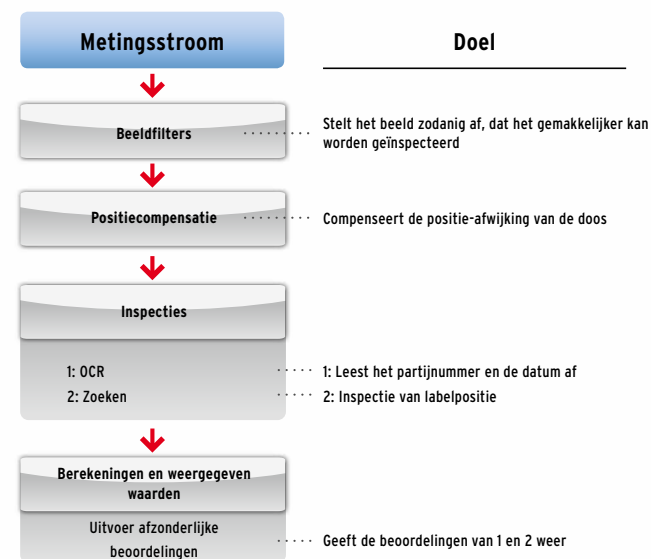 Metingsstroom
Doel
Beeldfilters
Stelt het beeld zodanig af, dat het gemakkelijker kan
worden geïnspecteerd
Positiecompensatie
Compenseert de positie-afwijking van de doos
Inspecties
1: OCR
1: Leest het partijnummer en de datum af
2: Zoeken
2: Inspectie van labelpositie
Berekeningen en weergegeven
waarden
Uitvoer afzonderlijke
beoordelingen
Geeft de beoordelingen van 1 en 2 weer